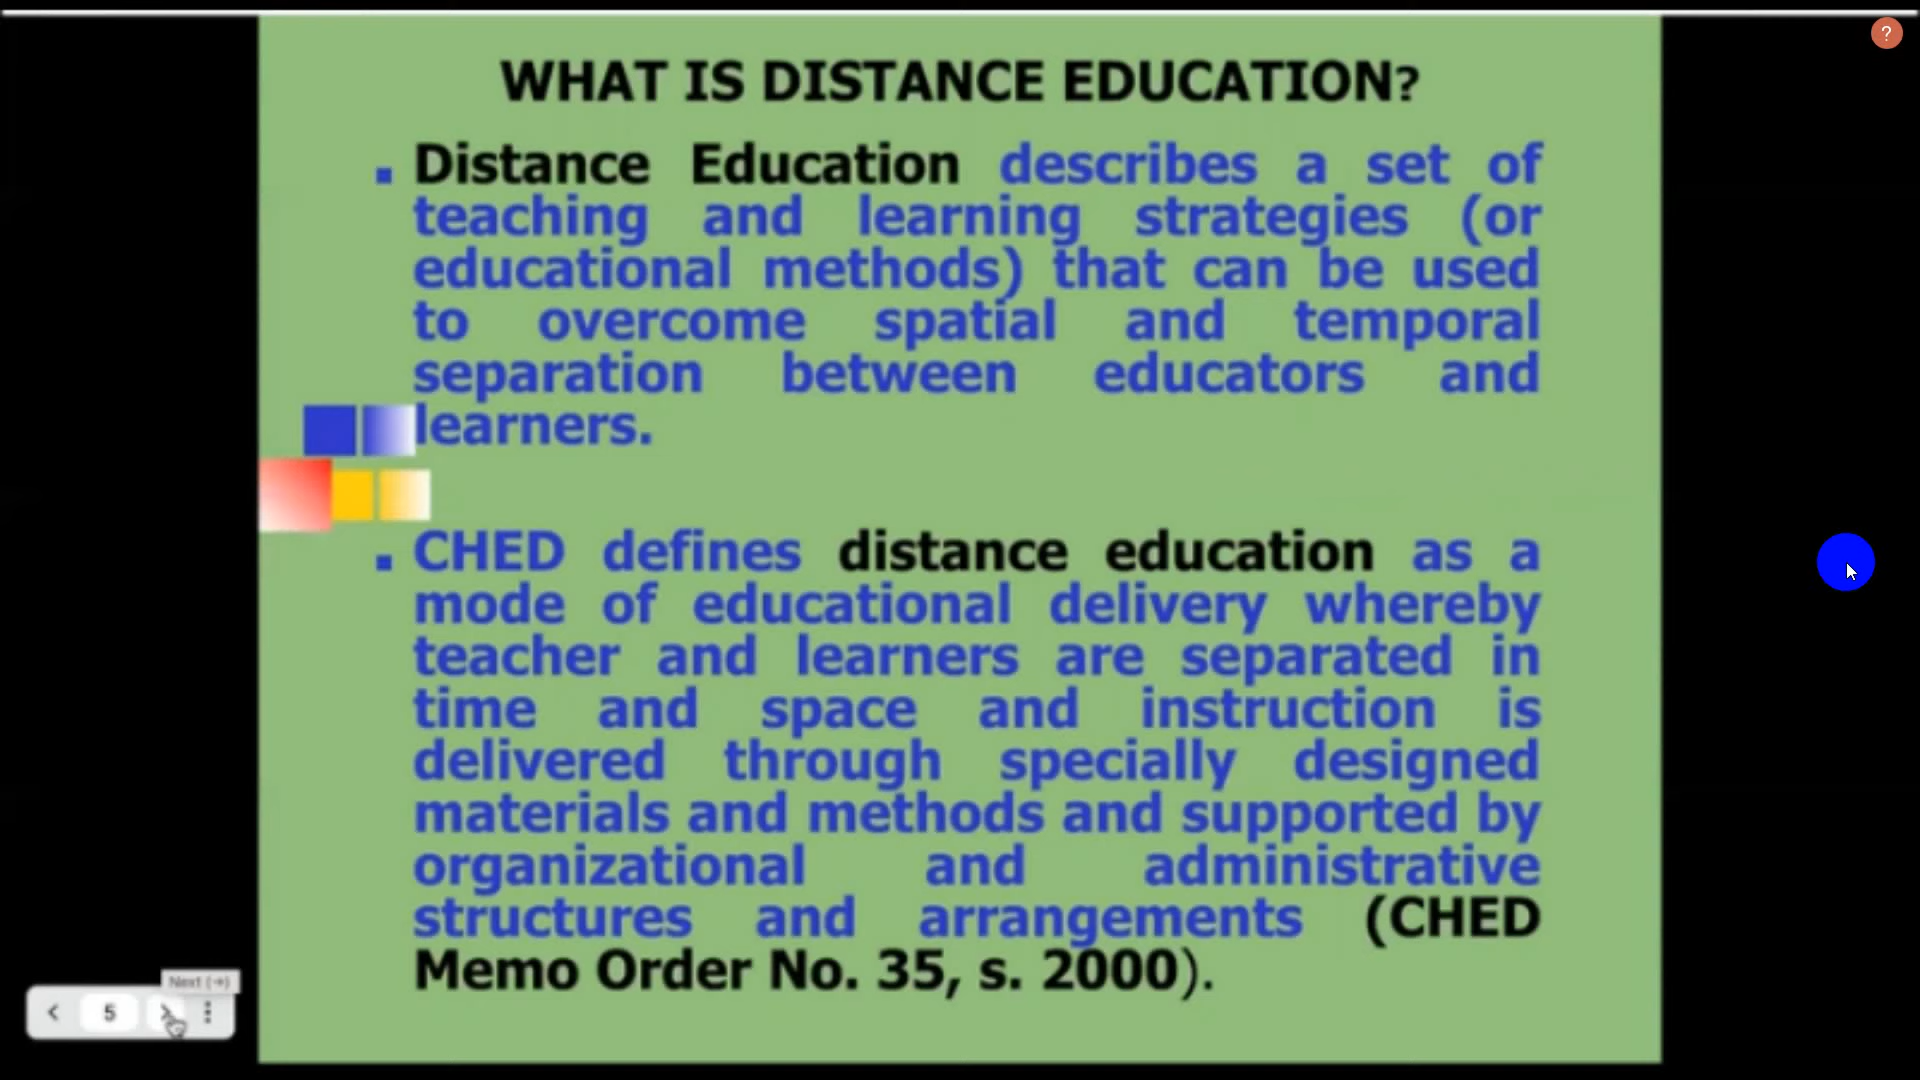 ?
WHAT IS DISTANCE EDUCATION?
Distance Education describes a set of
teaching and learning strategies (or
educational methods) that can be used
to overcome spatial and temporal
separation between educators and
learners.
CHED defines distance education as a
mode of educational delivery whereby
teacher and learners are separated in
time and space and instruction is
delivered through specially designed
materials and methods and supported by
organizational and administrative
structures and arrangements (CHED
Memo Order No. 35, s. 2000).
Next (→)
5